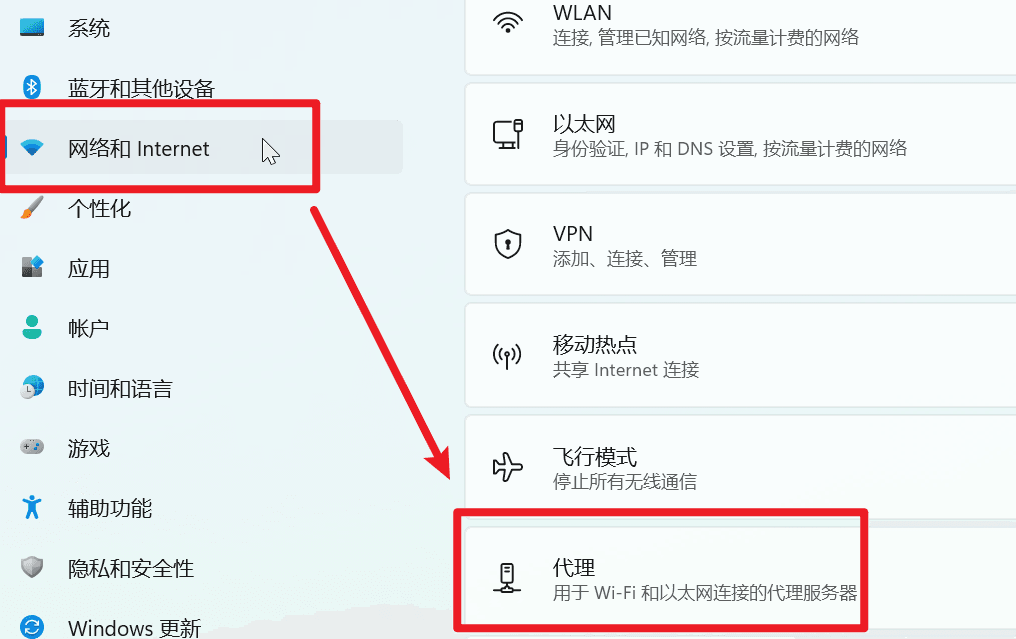 系统
蓝牙和其他设备
网络和 Internet
个性化
应用
帐户
时间和语言
游戏
辅助功能
隐私和安全性
Windows 更新
WLAN
连接, 管理已知网络, 按流量计费的网络
以太网
身份验证, IP 和 DNS 设置, 按流量计费的网络
VPN
添加、连接、管理
移动热点
共享 Internet 连接
飞行模式
停止所有无线通信
代理
用于 Wi-Fi 和以太网连接的代理服务器